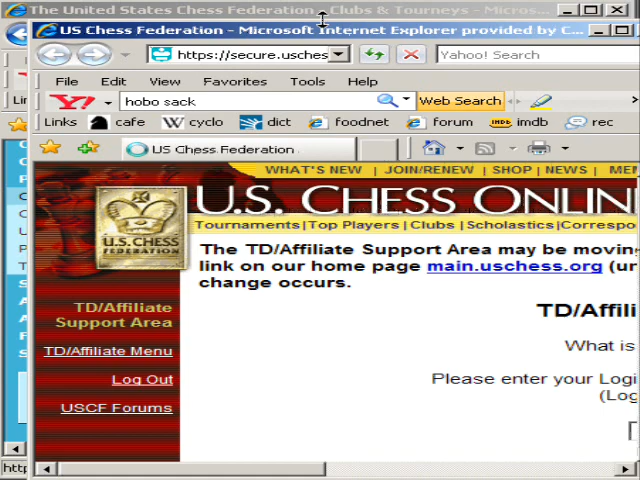 The United States Chess Federation - Clubs & Tourneys - Micros...
US Chess Federation - Microsoft Internet Explorer provided by C...
https://secure.usches
Yahoo! Search
File Edit View Favorites Tools Help
Y! hobo sack Web Search
Links cafe W cyclo dict foodnet forum IMDb imdb rec
US Chess Federation
WHAT'S NEW | JOIN/RENEW | SHOP | NEWS | MEM
U.S. CHESS ONLIN
Tournaments|Top Players|Clubs|Scholastics|Correspo
U.S. CHESS
FEDERATION
The TD/Affiliate Support Area may be movin
link on our home page main.uschess.org (ur
change occurs.
TD/Affiliate
Support Area
TD/Affili
TD/Affiliate Menu
What is
Log Out
Please enter your Logi
(Log
USCF Forums
http